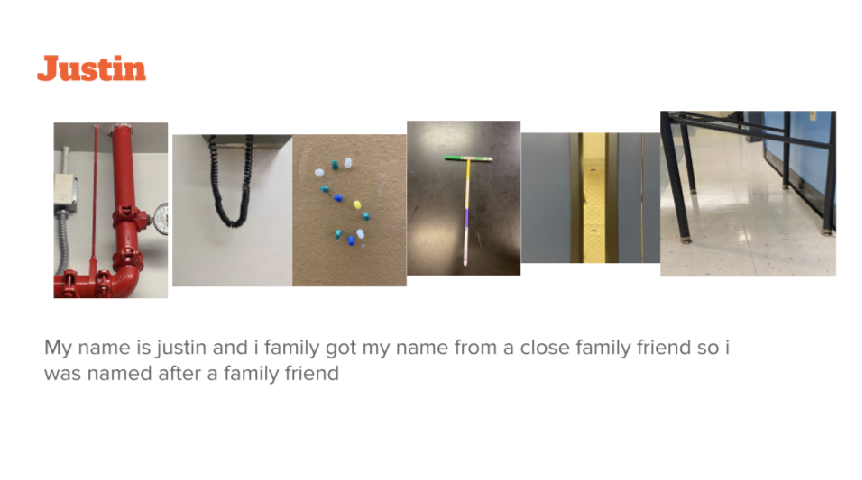 Justin
My name is justin and i family got my name from a close family friend so i
was named after a family friend